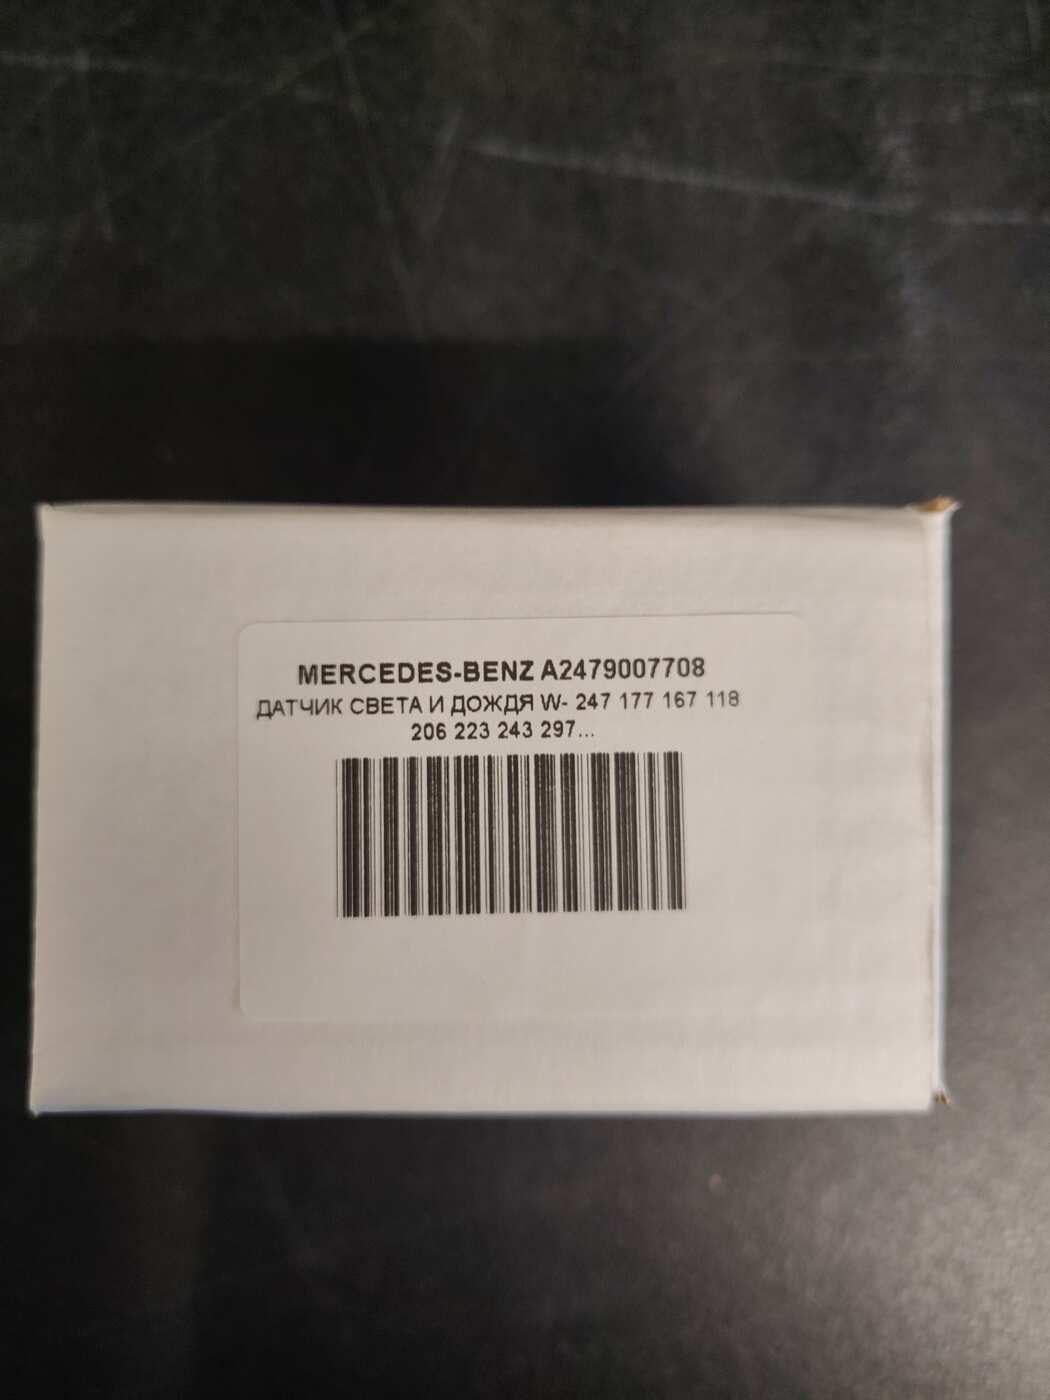 MERCEDES-BENZ A2479007708
ДАТЧИК СВЕТА И ДОЖДЯ W- 247 177 167 118
206 223 243 297...